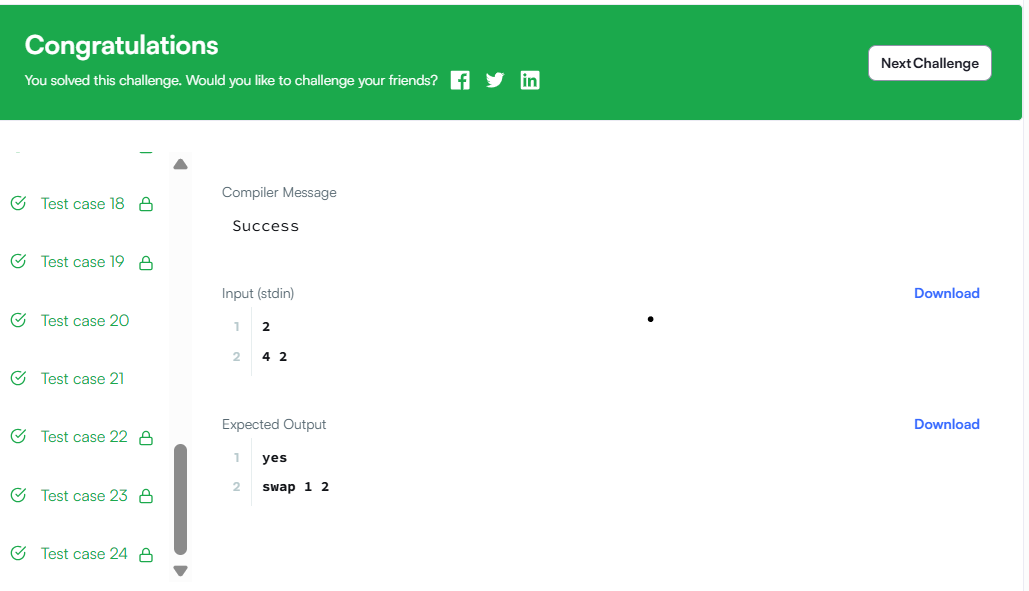 Congratulations
You solved this challenge. Would you like to challenge your friends?
Next Challenge
Test case 18
Test case 19
Test case 20
Test case 21
Test case 22
Test case 23
Test case 24
Compiler Message
Success
Input (stdin)
Download
1 2
2 4 2
Expected Output
Download
1 yes
2 swap 1 2